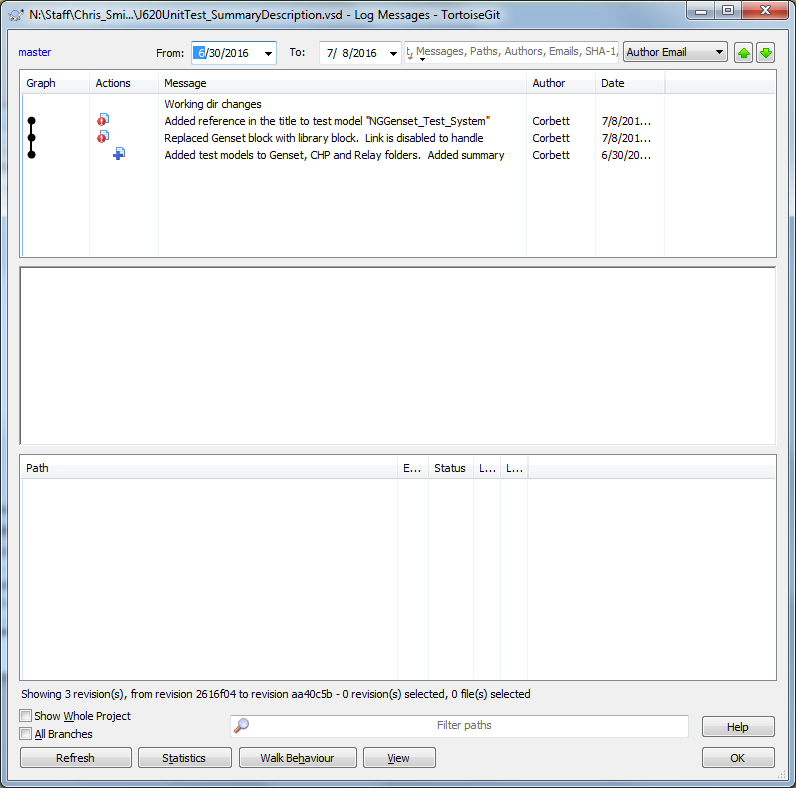 N:\Staff\Chris_Smi...\J620UnitTest_SummaryDescription.vsd - Log Messages - TortoiseGit
master From: 6/30/2016 To: 7/ 8/2016 Messages, Paths, Authors, Emails, SHA-1, Author Email
Graph Actions Message Author Date
Working dir changes
Added reference in the title to test model "NGGenset_Test_System" Corbett 7/8/201...
Replaced Genset block with library block. Link is disabled to handle Corbett 7/8/201...
Added test models to Genset, CHP and Relay folders. Added summary Corbett 6/30/20...
Path E... Status L... L...
Showing 3 revision(s), from revision 2616f04 to revision aa40c5b - 0 revision(s) selected, 0 file(s) selected
Show Whole Project
Filter paths Help
All Branches
Refresh Statistics Walk Behaviour View OK